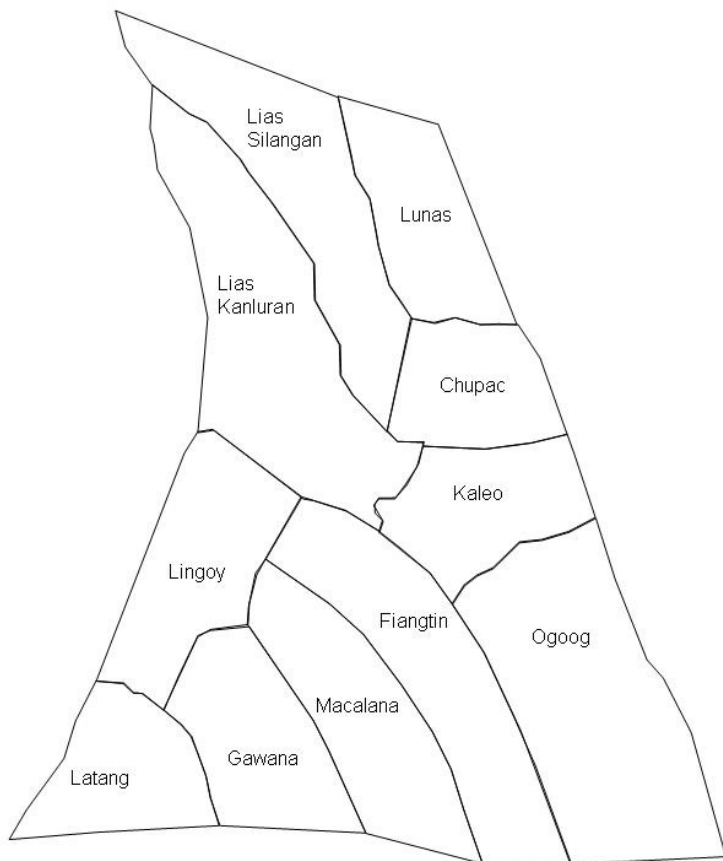 Lias
Silangan
Lunas
Lias
Kanluran
Chupac
Kaleo
Lingoy
Fiangtin
Ogoog
Macalana
Gawana
Latang